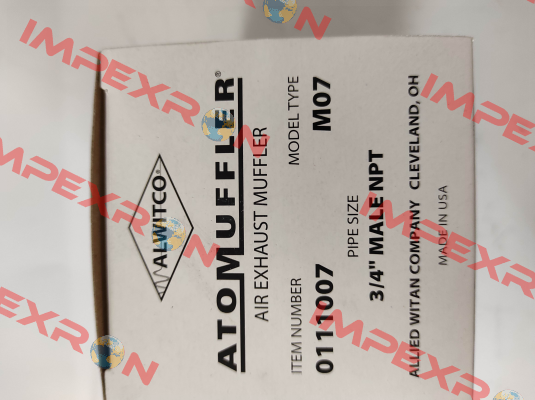 ALWITCO®
ATOMUFFLER®
AIR EXHAUST MUFFLER
ITEM NUMBER MODEL TYPE
0111007 M07
PIPE SIZE
3/4" MALE NPT
ALLIED WITAN COMPANY CLEVELAND, OH
MADE IN USA
IMPEXRON
IMPEXRON
IMPEXRON
IMPEXRON
IMPEXRON